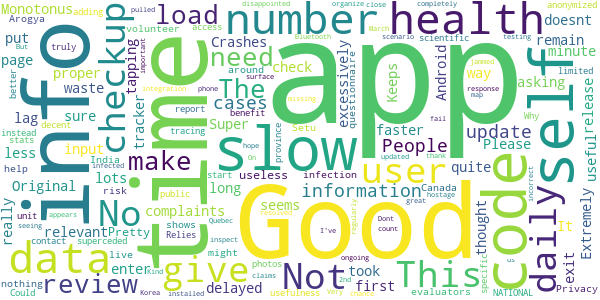 Monotonus
Arogya
But
adding
page
put
volunteer
Crashes
pulled
tapping
info
checkup
load
access
disappointed
Bluetooth
organize
March
close
scenario
completely
scientific
testing
anonymized
number
health
need
The
check
time
app
Android
way
asking
doesnt
remain
minute
better
waste
sure
truly
important
integration
phone
surface
map
missing
jammed
response
Why
limited
around
cases
excessively
questionnaire
Keeps
proper
lag
instead
stats
tracker
tracing
report
benefit
Super
Setu
input
less
help
India
infected
make
slow
faster
People
user
update
Please
useful
release
fail
incorrect
self
daily
code
Original
lots
risk
public
long
useless
infection
hope
province
On
updated
thank
start
No
complaints
seems
information
quite
Extremely
really
unit
appears
relevant
Pretty
contact
superceded
live
shows
Quebec
might
Good
Canada
hostage
great
I've
Dont
count
This
thought
It
exit
specific
data
give
Not
enter
Relies
resolved
delayed
took
first
photos
regularly
ongoing
inspect
nothing
Could
seeing
review
decent
Korea
kind
installed
claims
usefulness
Very
2nd
chance
evaluators
NATIONAL
Privacy